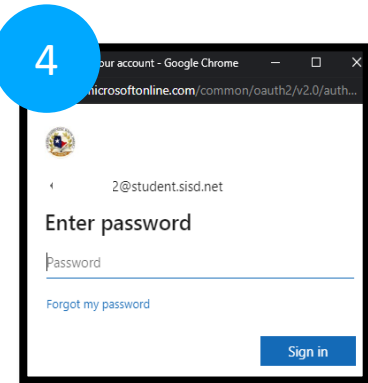 4
our account - Google Chrome
microsoftonline.com/common/oauth2/v2.0/auth...
2@student.sisd.net
Enter password
Password
Forgot my password
Sign in